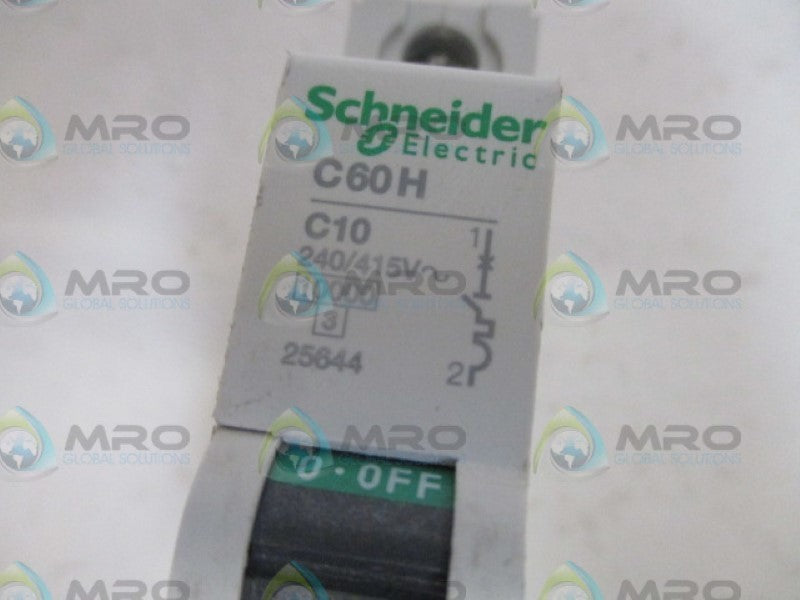 Schneider
Electric
C60H
C10
1
240/415V~
10000
3
25644
2
0 · OFF
MRO
GLOBAL SOLUTIONS